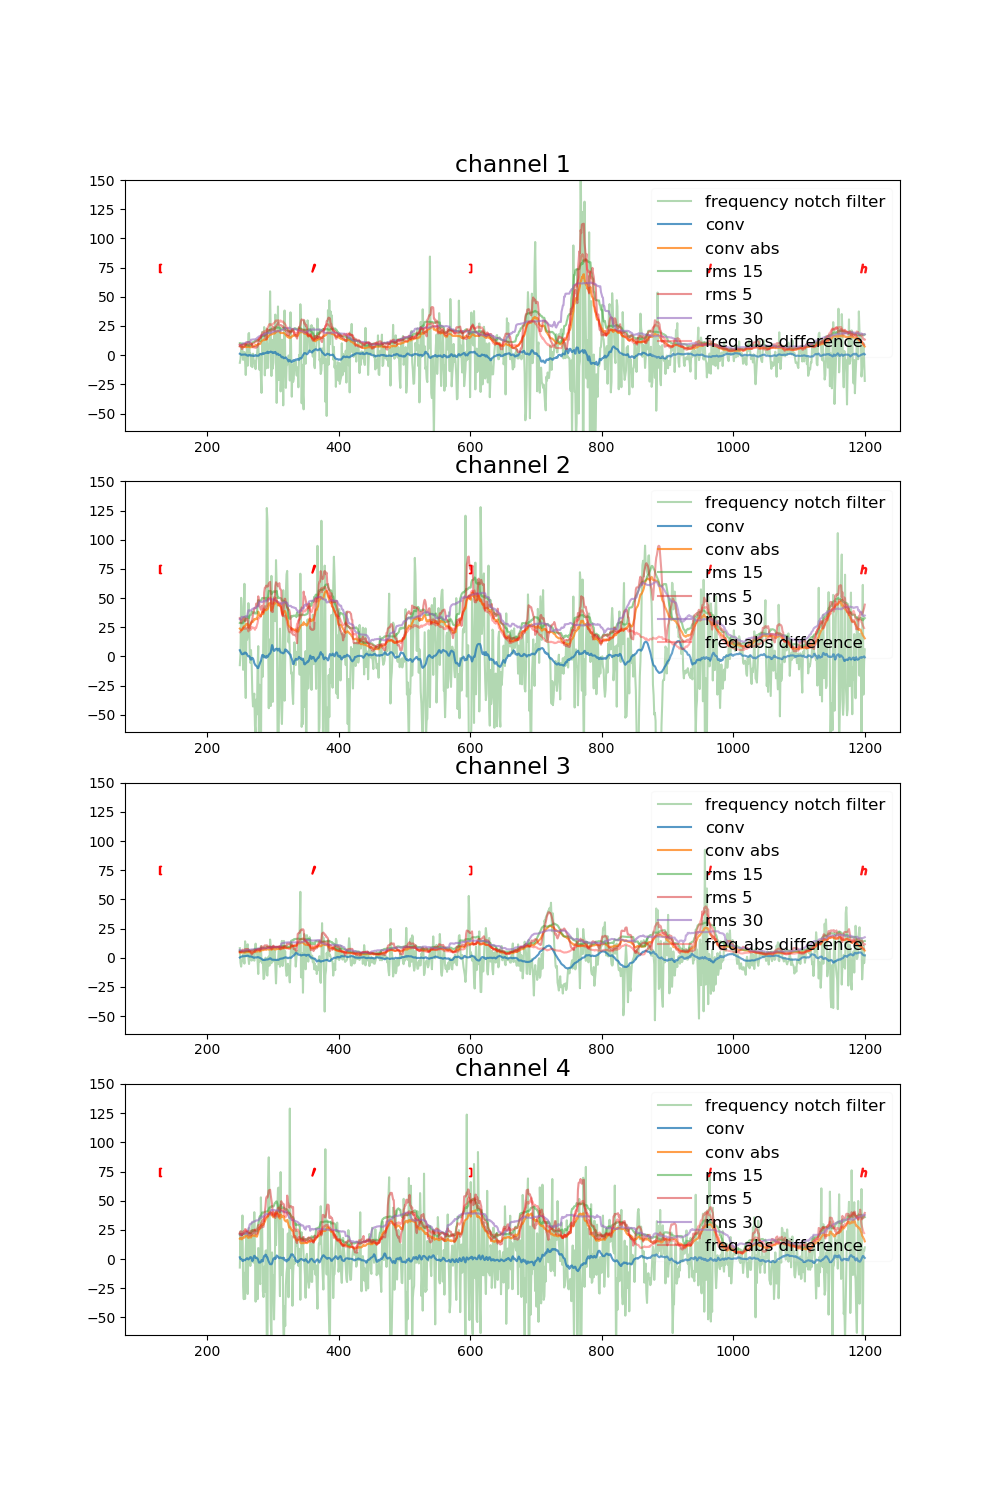 channel 1
150
125
100
75
50
25
0
−25
−50
[ / ] / h
frequency notch filter
conv
conv abs
rms 15
rms 5
rms 30
freq abs difference
200 400 600 800 1000 1200
channel 2
150
125
100
75
50
25
0
−25
−50
[ / ] / h
frequency notch filter
conv
conv abs
rms 15
rms 5
rms 30
freq abs difference
200 400 600 800 1000 1200
channel 3
150
125
100
75
50
25
0
−25
−50
[ / ] / h
frequency notch filter
conv
conv abs
rms 15
rms 5
rms 30
freq abs difference
200 400 600 800 1000 1200
channel 4
150
125
100
75
50
25
0
−25
−50
[ / ] / h
frequency notch filter
conv
conv abs
rms 15
rms 5
rms 30
freq abs difference
200 400 600 800 1000 1200